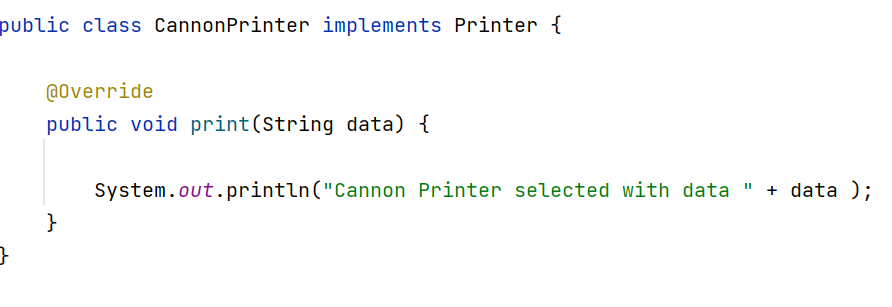 public class CannonPrinter implements Printer {
@Override
public void print(String data) {
System.out.println("Cannon Printer selected with data " + data );
}
}